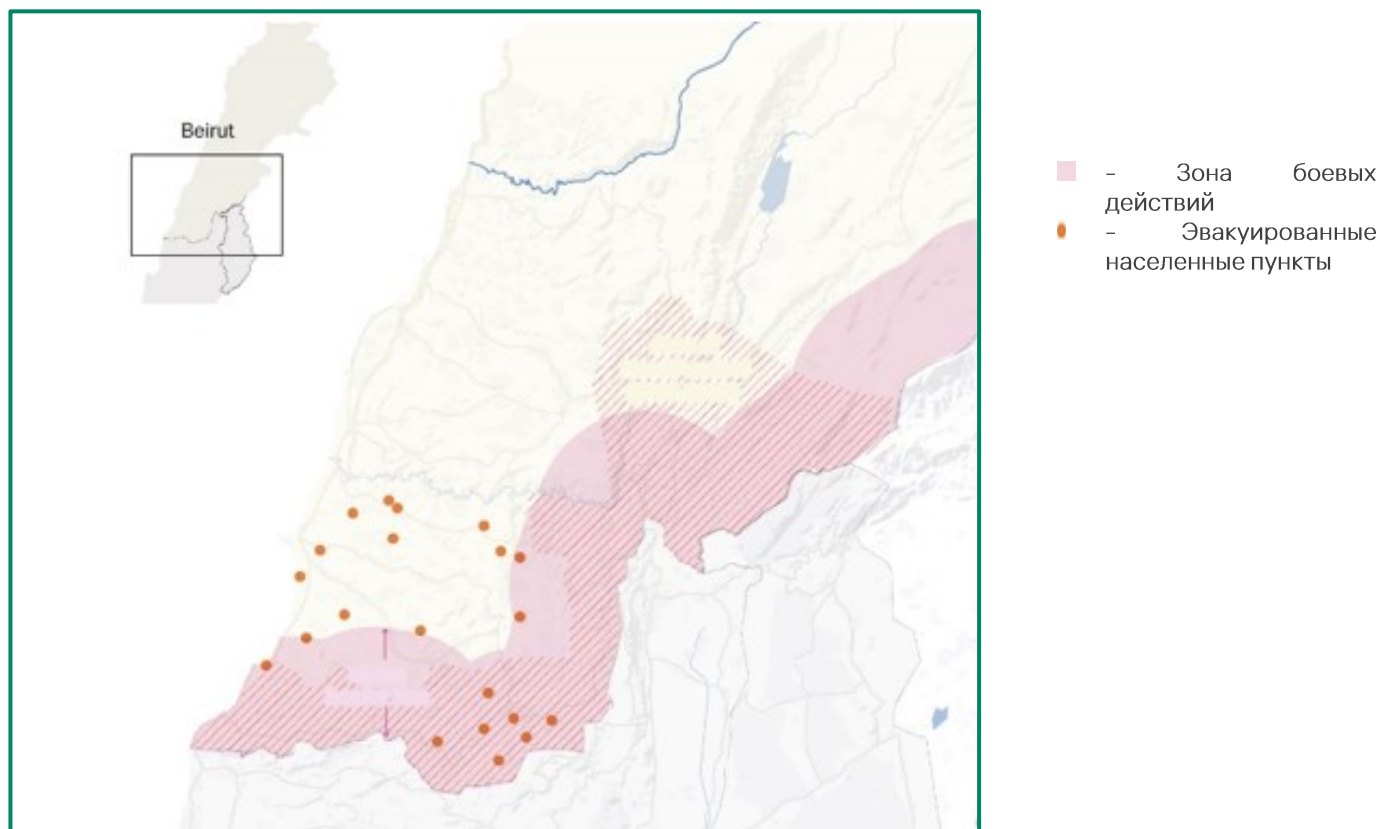 Beirut
- Зона боевых
действий
- Эвакуированные
населенные пункты